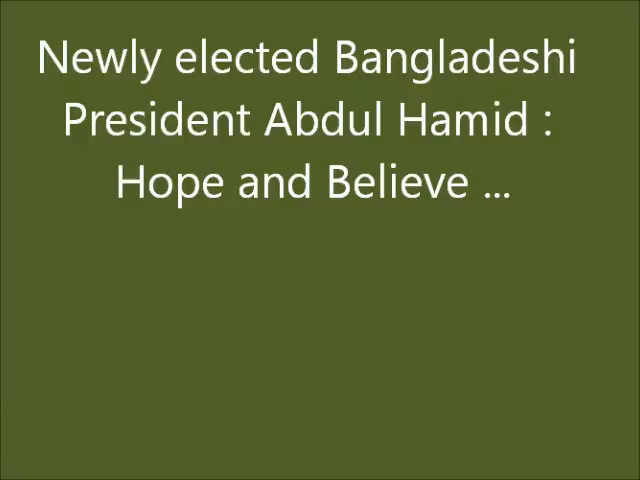 Newly elected Bangladeshi
President Abdul Hamid :
Hope and Believe ...